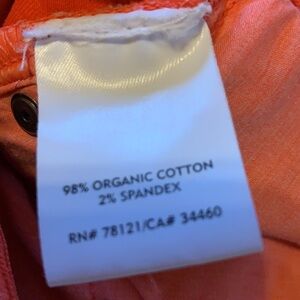 98% ORGANIC COTTON
2% SPANDEX
RN# 78121/CA# 34460